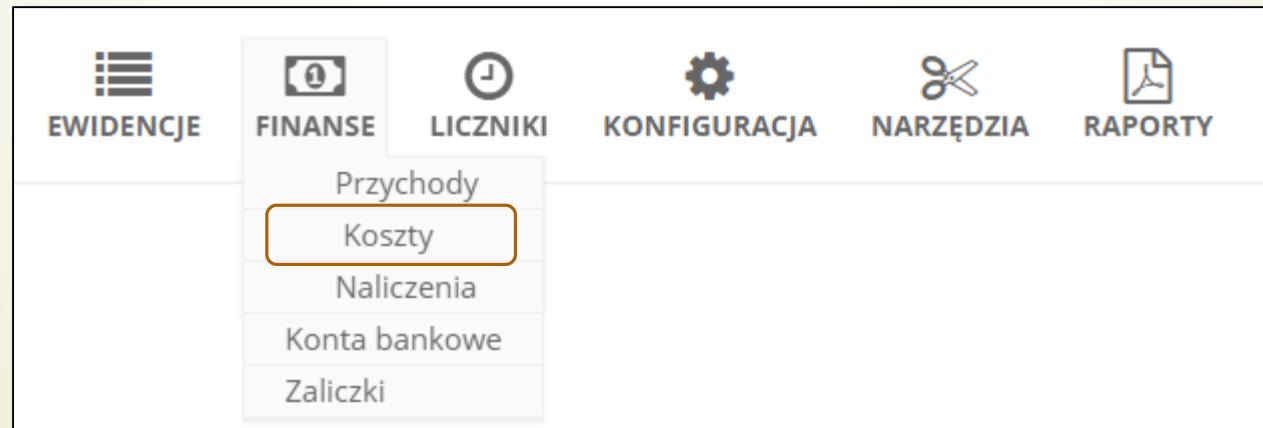 EWIDENCJE FINANSE LICZNIKI KONFIGURACJA NARZĘDZIA RAPORTY
Przychody
Koszty
Naliczenia
Konta bankowe
Zaliczki